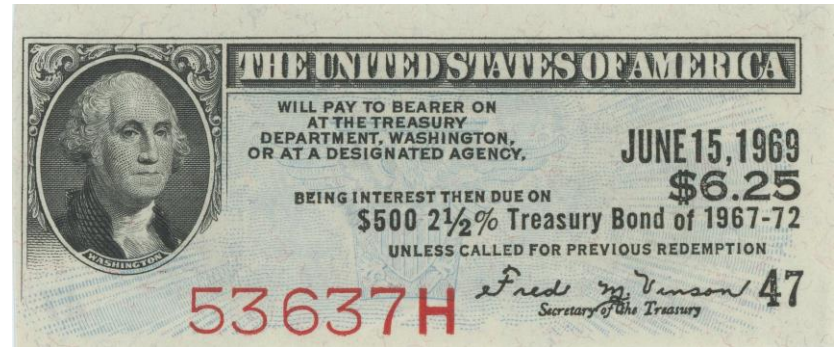 THE UNITED STATES OF AMERICA
WILL PAY TO BEARER ON
AT THE TREASURY
DEPARTMENT, WASHINGTON,
OR AT A DESIGNATED AGENCY,
JUNE 15, 1969
$6.25
BEING INTEREST THEN DUE ON
$500 2½% Treasury Bond of 1967-72
UNLESS CALLED FOR PREVIOUS REDEMPTION
WASHINGTON
53637H
Fred M. Vinson
Secretary of the Treasury
47